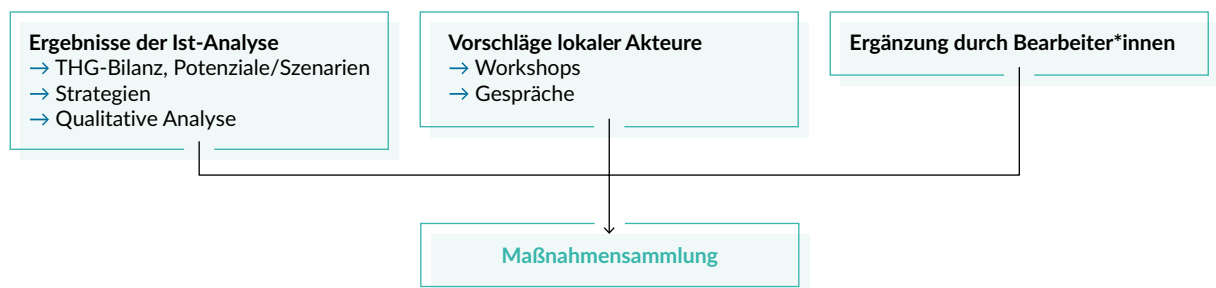 Ergebnisse der Ist-Analyse
→ THG-Bilanz, Potenziale/Szenarien
→ Strategien
→ Qualitative Analyse
Vorschläge lokaler Akteure
→ Workshops
→ Gespräche
Ergänzung durch Bearbeiter*innen
Maßnahmensammlung